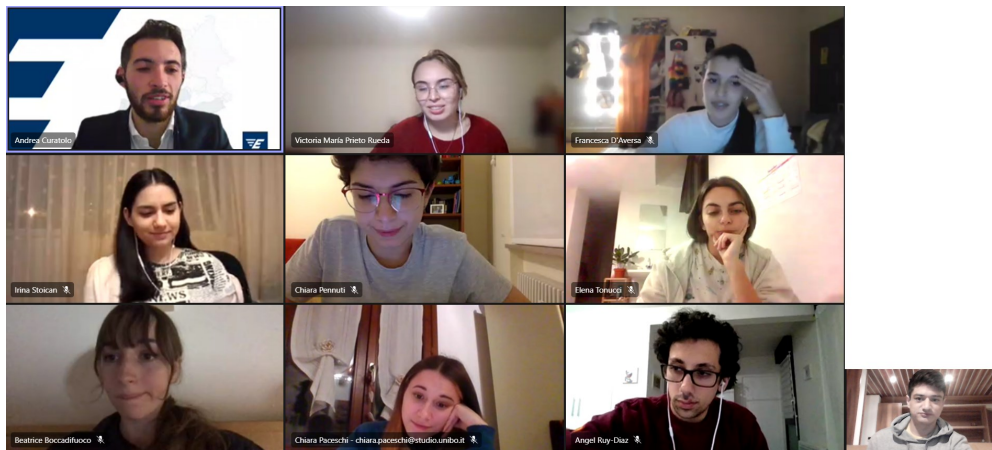 Andrea Curatolo
Victoria María Prieto Rueda
Francesca D'Aversa
Irina Stoican
Chiara Pennuti
Elena Tonucci
Beatrice Boccadifuoco
Chiara Paceschi - chiara.paceschi@studio.unibo.it
Angel Ruy-Diaz